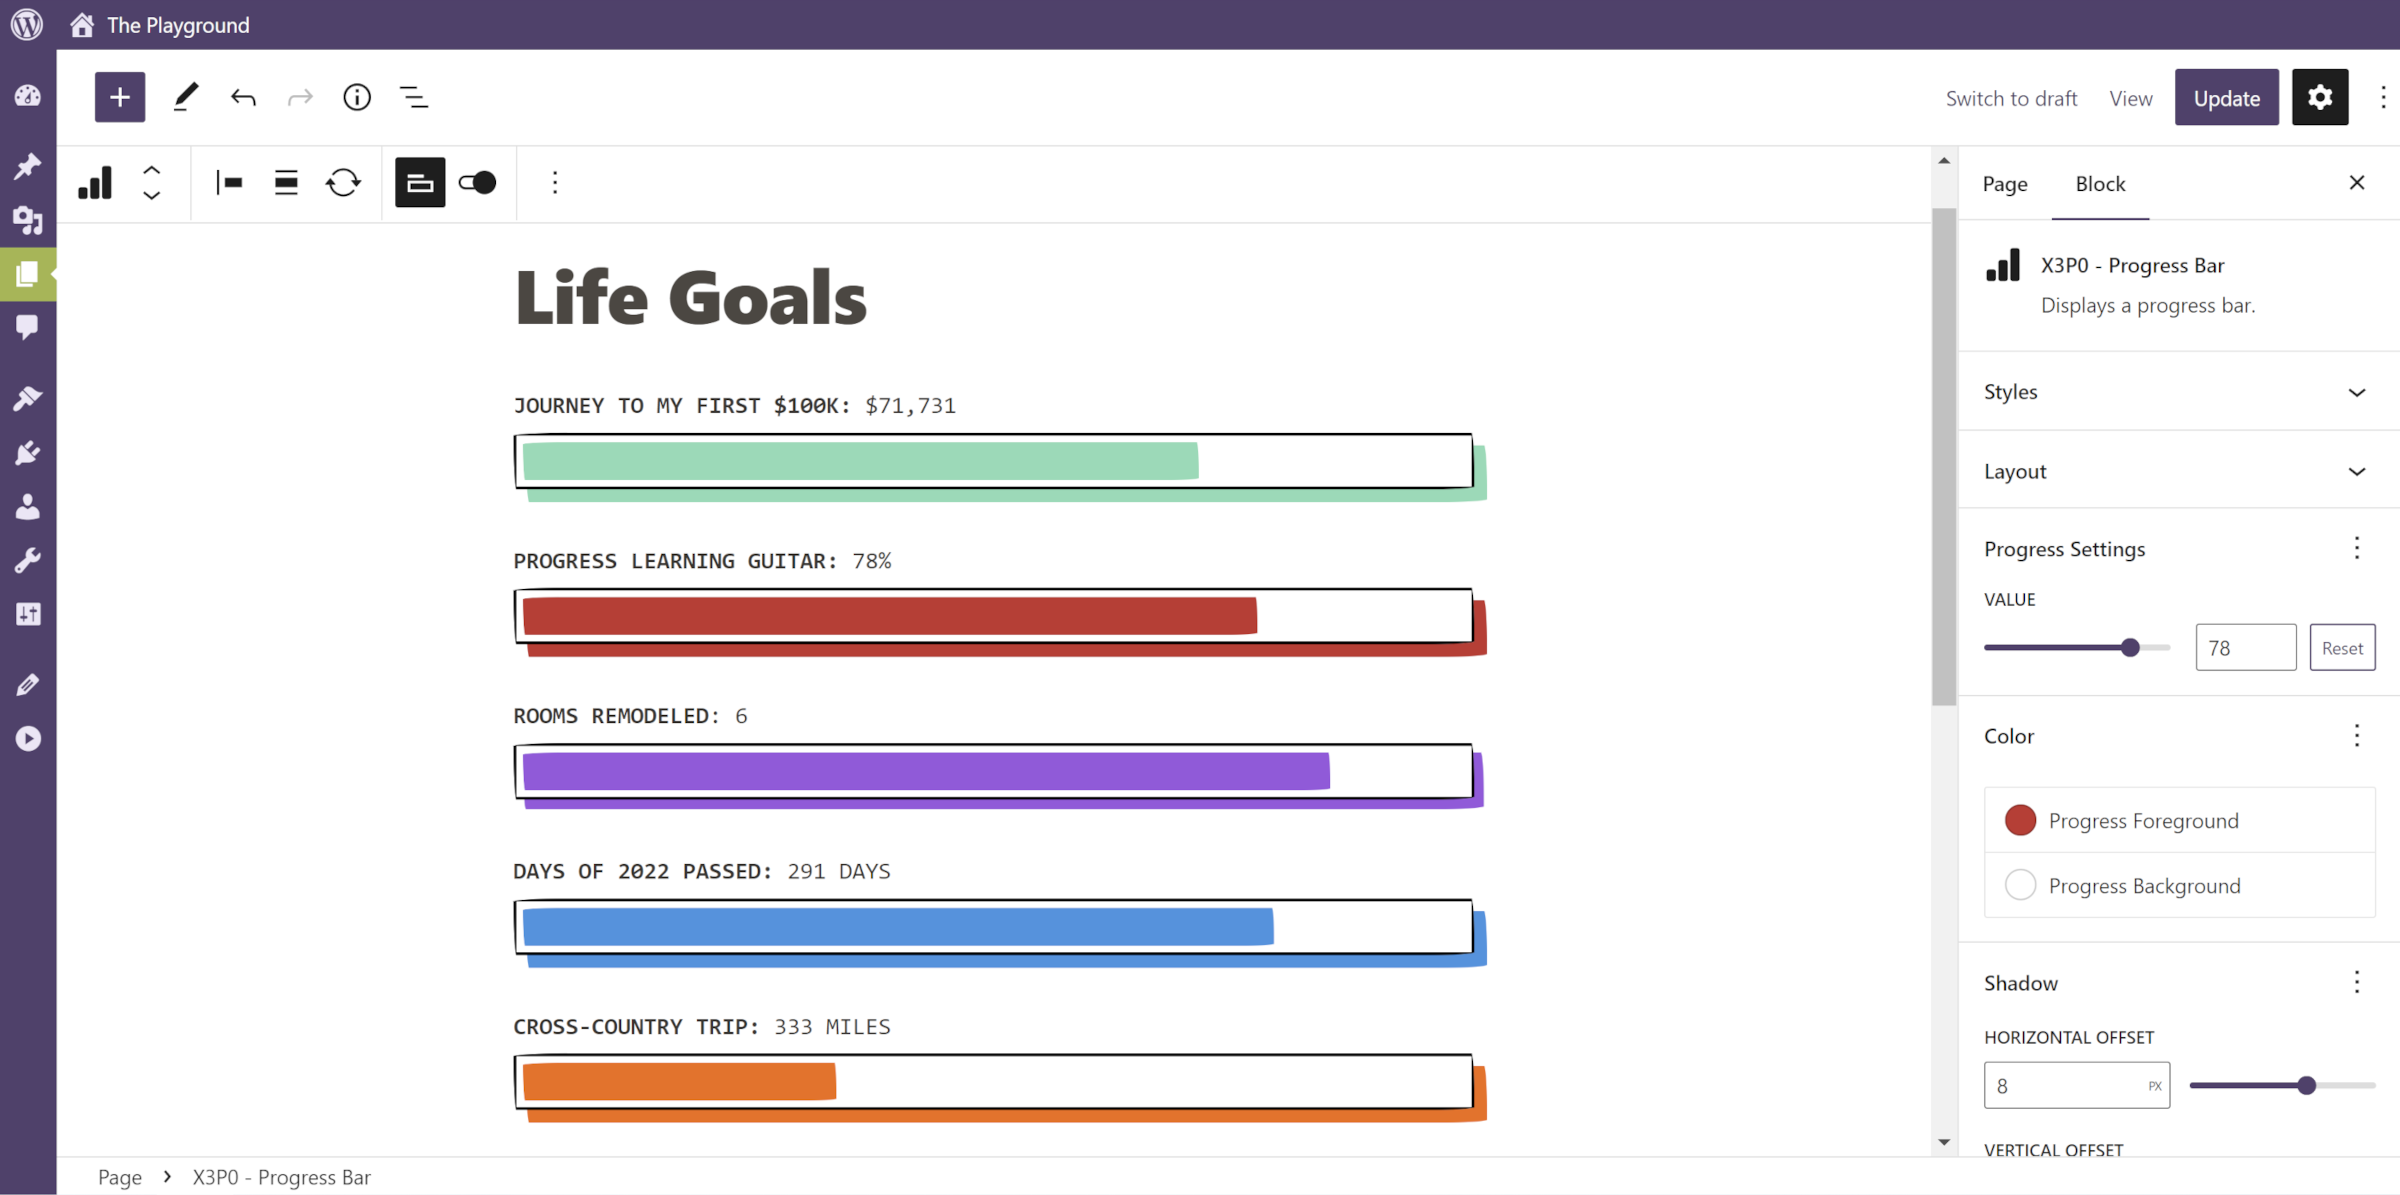 The Playground
Switch to draft
View
Update
Page
Block
X3P0 - Progress Bar
Displays a progress bar.
Styles
Layout
Progress Settings
VALUE
78
Reset
Color
Progress Foreground
Progress Background
Shadow
HORIZONTAL OFFSET
8 PX
VERTICAL OFFSET
Life Goals
JOURNEY TO MY FIRST $100K: $71,731
PROGRESS LEARNING GUITAR: 78%
ROOMS REMODELED: 6
DAYS OF 2022 PASSED: 291 DAYS
CROSS-COUNTRY TRIP: 333 MILES
Page > X3P0 - Progress Bar